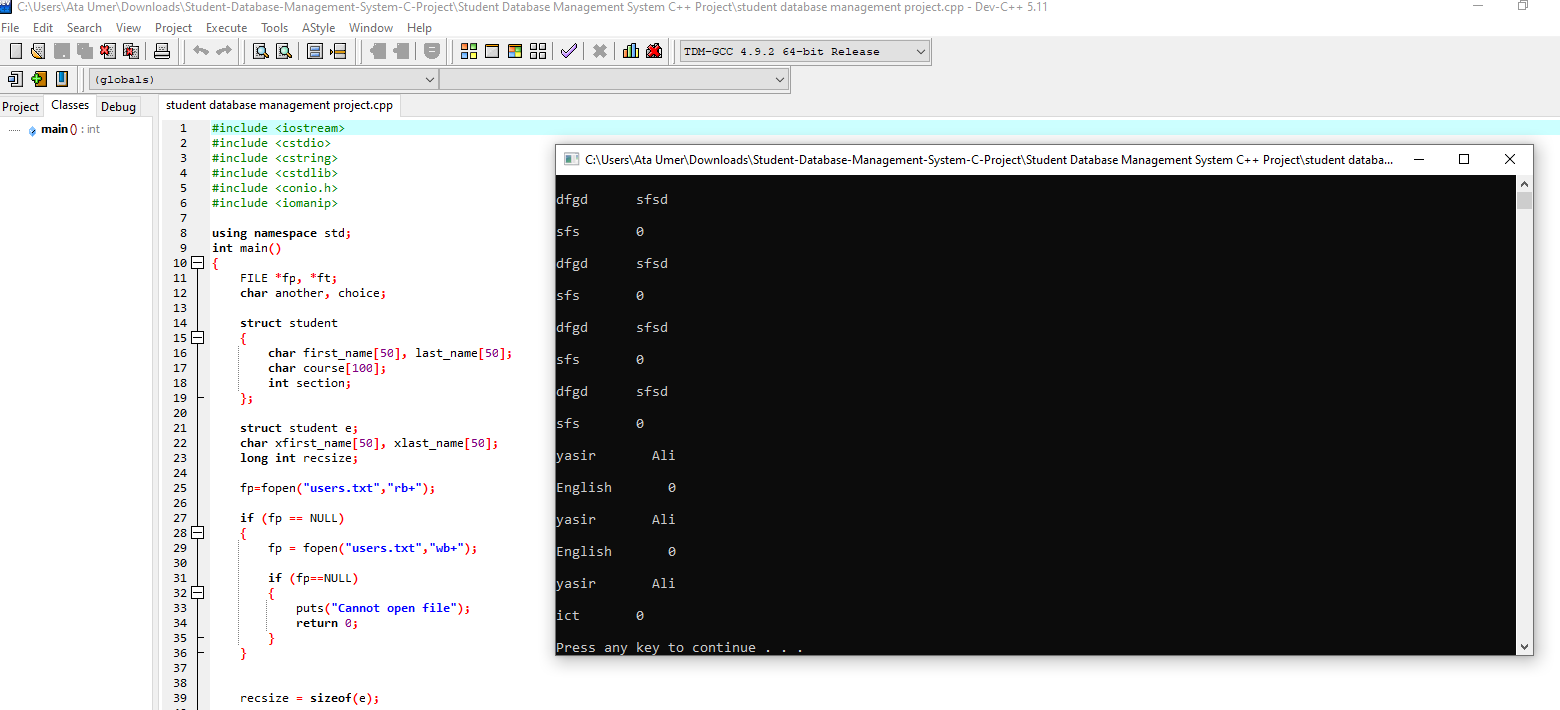 C:\Users\Ata Umer\Downloads\Student-Database-Management-System-C-Project\Student Database Management System C++ Project\student database management project.cpp - Dev-C++ 5.11
File Edit Search View Project Execute Tools AStyle Window Help
TDM-GCC 4.9.2 64-bit Release
(globals)
Project Classes Debug
main () : int
student database management project.cpp
1 #include <iostream>
2 #include <cstdio>
3 #include <cstring>
4 #include <cstdlib>
5 #include <conio.h>
6 #include <iomanip>
7
8 using namespace std;
9 int main()
10 {
11 FILE *fp, *ft;
12 char another, choice;
13
14 struct student
15 {
16 char first_name[50], last_name[50];
17 char course[100];
18 int section;
19 };
20
21 struct student e;
22 char xfirst_name[50], xlast_name[50];
23 long int recsize;
24
25 fp=fopen("users.txt","rb+");
26
27 if (fp == NULL)
28 {
29 fp = fopen("users.txt","wb+");
30
31 if (fp==NULL)
32 {
33 puts("Cannot open file");
34 return 0;
35 }
36 }
37
38
39 recsize = sizeof(e);
C:\Users\Ata Umer\Downloads\Student-Database-Management-System-C-Project\Student Database Management System C++ Project\student databa...
dfgd sfsd
sfs 0
dfgd sfsd
sfs 0
dfgd sfsd
sfs 0
dfgd sfsd
sfs 0
yasir Ali
English 0
yasir Ali
English 0
yasir Ali
ict 0
Press any key to continue . . .